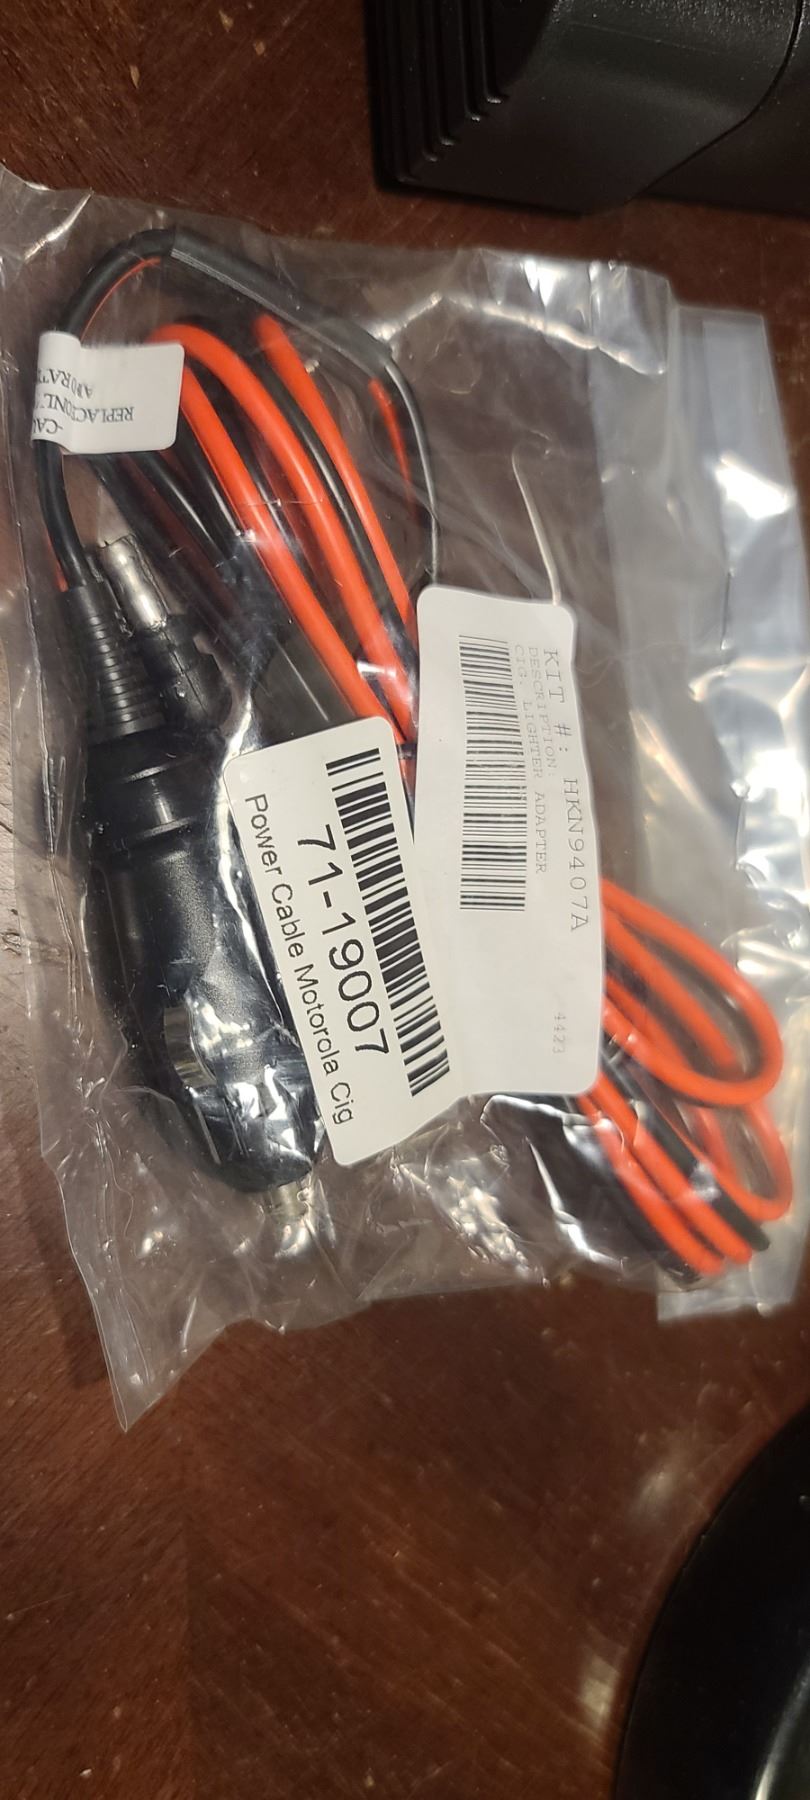 KIT #: HKN9407A
DESCRIPTION:
CIG. LIGHTER ADAPTER
4423
71-19007
Power Cable Motorola Cig